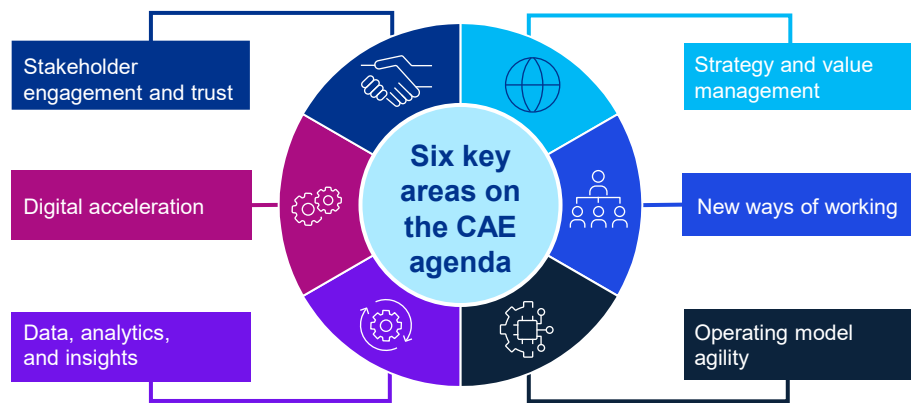 Stakeholder
engagement and trust
Strategy and value
management
Digital acceleration
Six key
areas on
the CAE
agenda
New ways of working
Data, analytics,
and insights
Operating model
agility